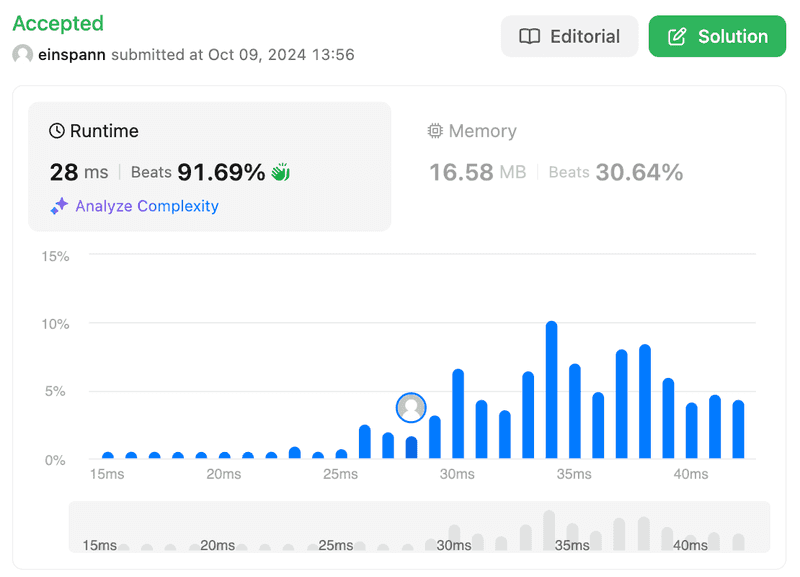 Accepted
einspann submitted at Oct 09, 2024 13:56
Editorial
Solution
Runtime
28 ms Beats 91.69%
Analyze Complexity
Memory
16.58 MB Beats 30.64%
15%
10%
5%
0%
15ms 20ms 25ms 30ms 35ms 40ms
15ms 20ms 25ms 30ms 35ms 40ms